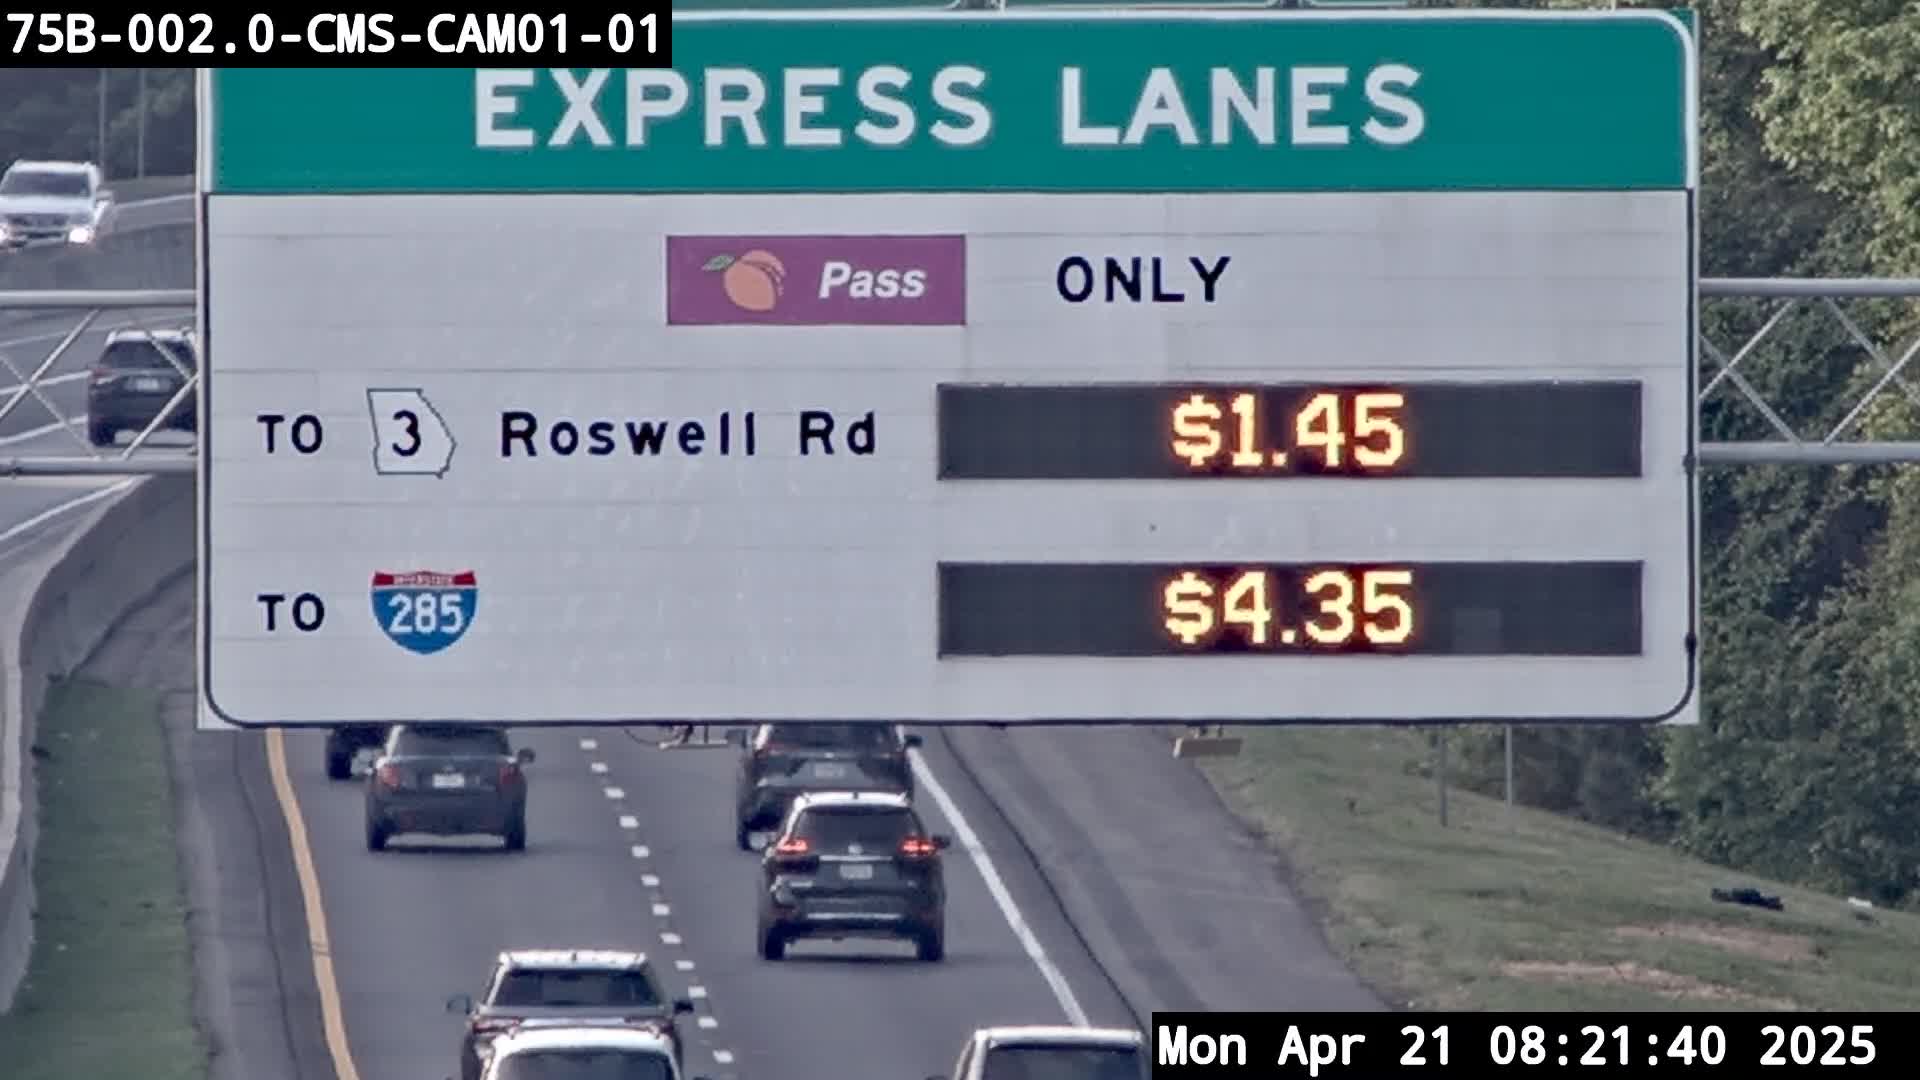 75B-002.0-CMS-CAM01-01
EXPRESS LANES
Pass ONLY
TO 3 Roswell Rd $1.45
TO INTERSTATE 285 $4.35
Mon Apr 21 08:21:40 2025